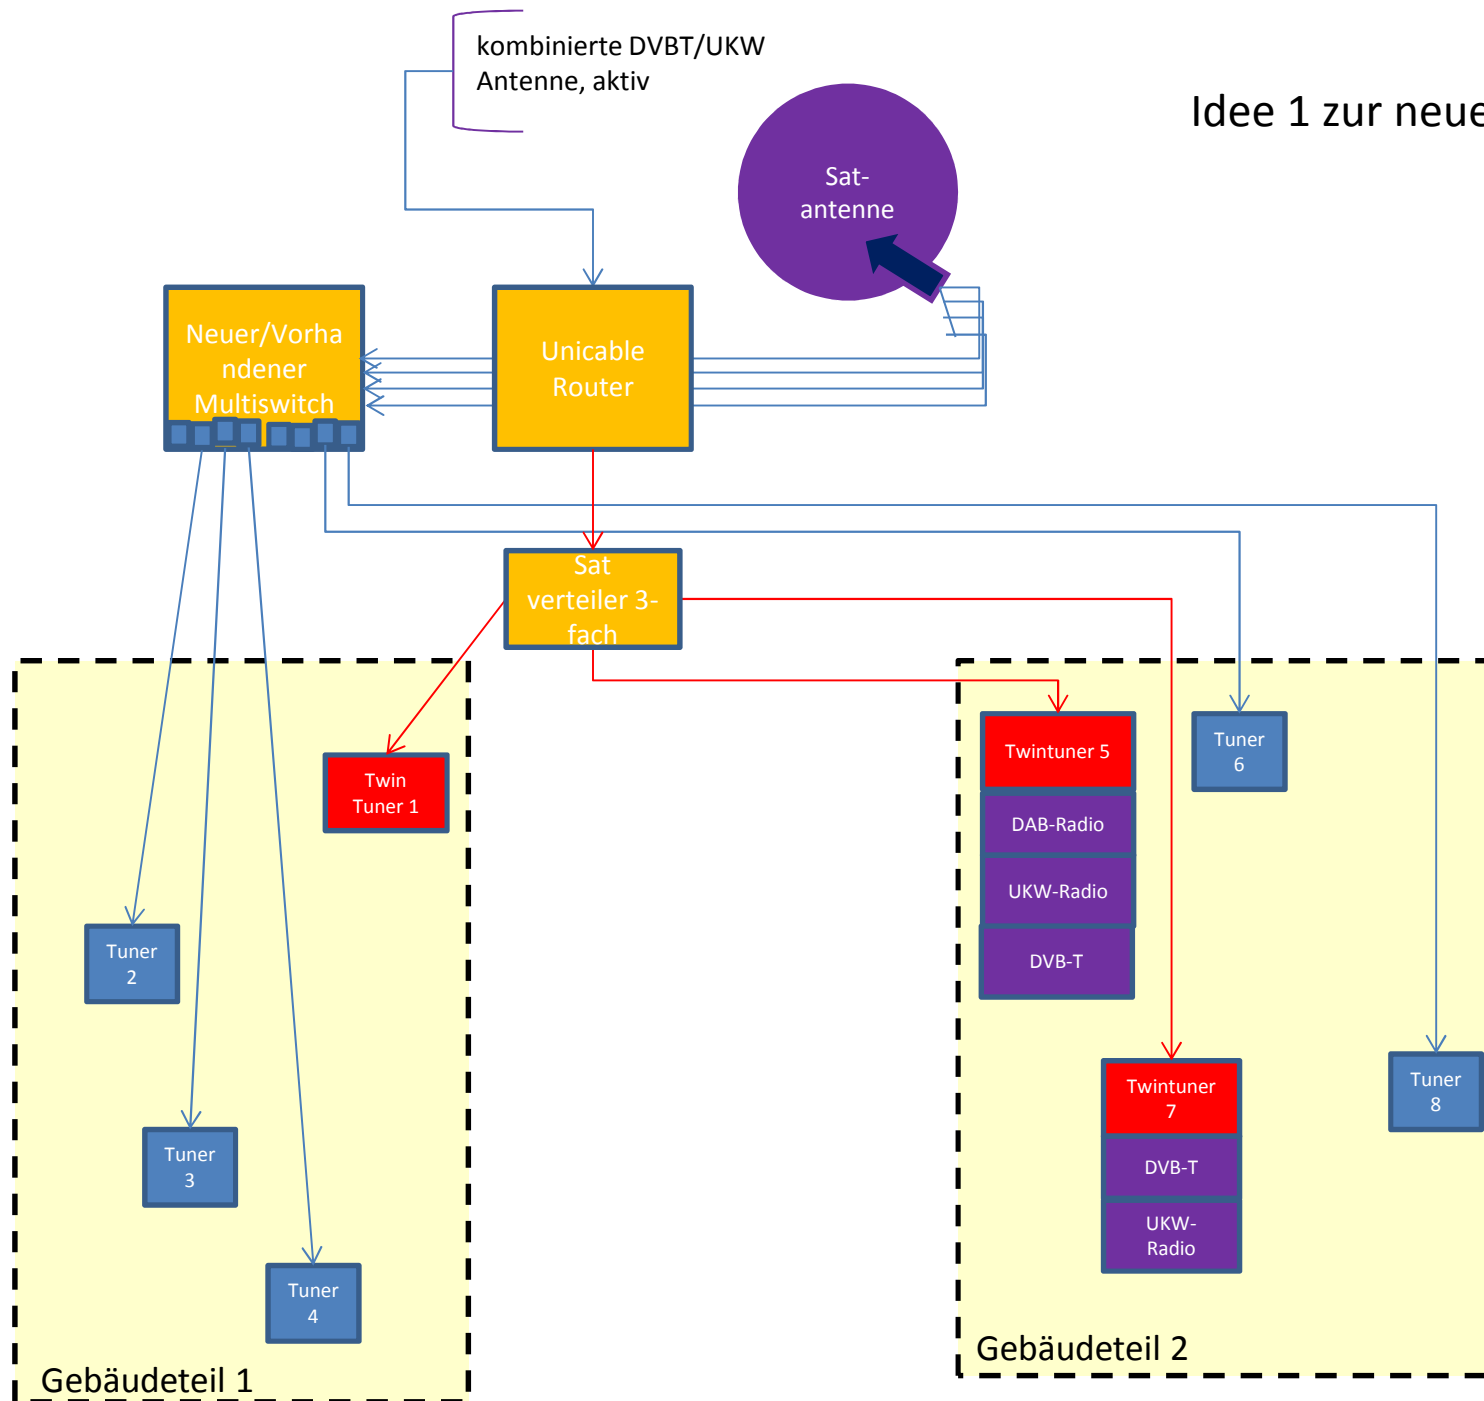 kombinierte DVBT/UKW
Antenne, aktiv
Idee 1 zur neue
Sat-
antenne
Neuer/Vorha
ndener
Multiswitch
Unicable
Router
Sat
verteiler 3-
fach
Twin
Tuner 1
Tuner
2
Tuner
3
Tuner
4
Gebäudeteil 1
Twintuner 5
DAB-Radio
UKW-Radio
DVB-T
Tuner
6
Twintuner
7
DVB-T
UKW-
Radio
Tuner
8
Gebäudeteil 2